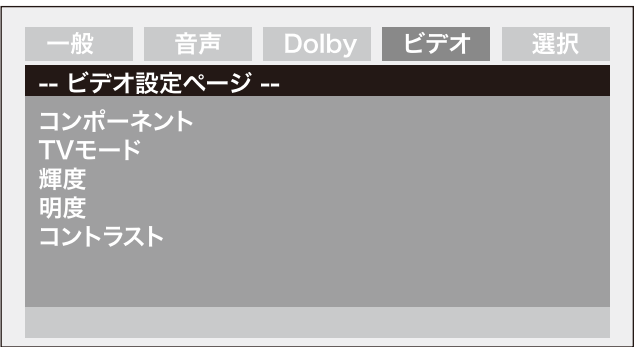 一般 音声 Dolby ビデオ 選択
-- ビデオ設定ページ --
コンポーネント
TVモード
輝度
明度
コントラスト